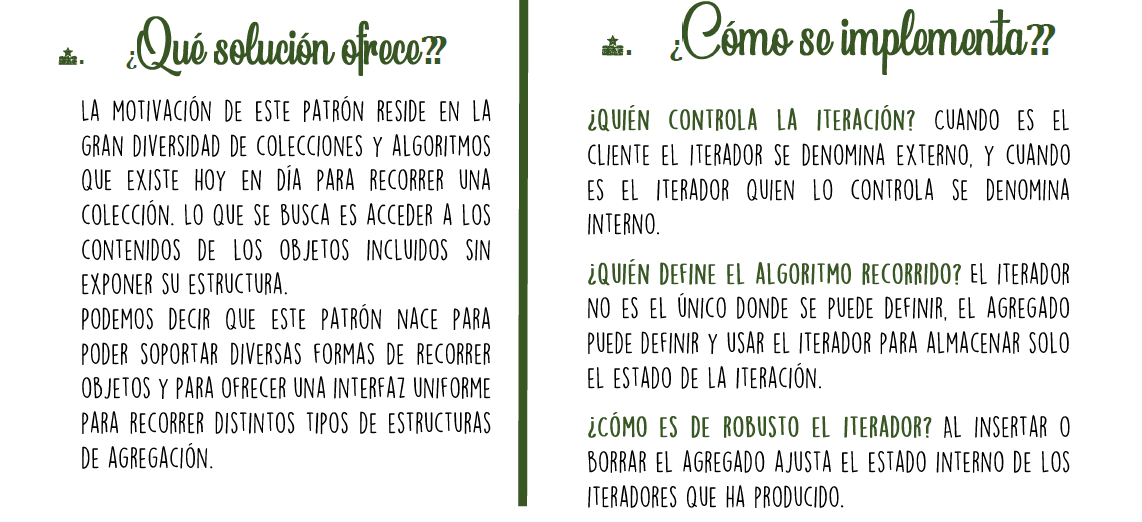 ¿Qué solución ofrece??
LA MOTIVACIÓN DE ESTE PATRÓN RESIDE EN LA
GRAN DIVERSIDAD DE COLECCIONES Y ALGORITMOS
QUE EXISTE HOY EN DÍA PARA RECORRER UNA
COLECCIÓN. LO QUE SE BUSCA ES ACCEDER A LOS
CONTENIDOS DE LOS OBJETOS INCLUIDOS SIN
EXPONER SU ESTRUCTURA.
PODEMOS DECIR QUE ESTE PATRÓN NACE PARA
PODER SOPORTAR DIVERSAS FORMAS DE RECORRER
OBJETOS Y PARA OFRECER UNA INTERFAZ UNIFORME
PARA RECORRER DISTINTOS TIPOS DE ESTRUCTURAS
DE AGREGACIÓN.
¿Cómo se implementa??
¿QUIÉN CONTROLA LA ITERACIÓN? CUANDO ES EL
CLIENTE EL ITERADOR SE DENOMINA EXTERNO, Y CUANDO
ES EL ITERADOR QUIEN LO CONTROLA SE DENOMINA
INTERNO.
¿QUIÉN DEFINE EL ALGORITMO RECORRIDO? EL ITERADOR
NO ES EL ÚNICO DONDE SE PUEDE DEFINIR, EL AGREGADO
PUEDE DEFINIR Y USAR EL ITERADOR PARA ALMACENAR SOLO
EL ESTADO DE LA ITERACIÓN.
¿CÓMO ES DE ROBUSTO EL ITERADOR? AL INSERTAR O
BORRAR EL AGREGADO AJUSTA EL ESTADO INTERNO DE LOS
ITERADORES QUE HA PRODUCIDO.